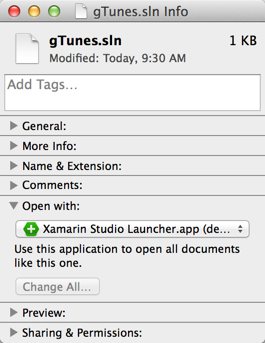 gTunes.sln Info
gTunes.sln 1 KB
Modified: Today, 9:30 AM
Add Tags...
General:
More Info:
Name & Extension:
Comments:
Open with:
Xamarin Studio Launcher.app (de...
Use this application to open all documents
like this one.
Change All...
Preview:
Sharing & Permissions: